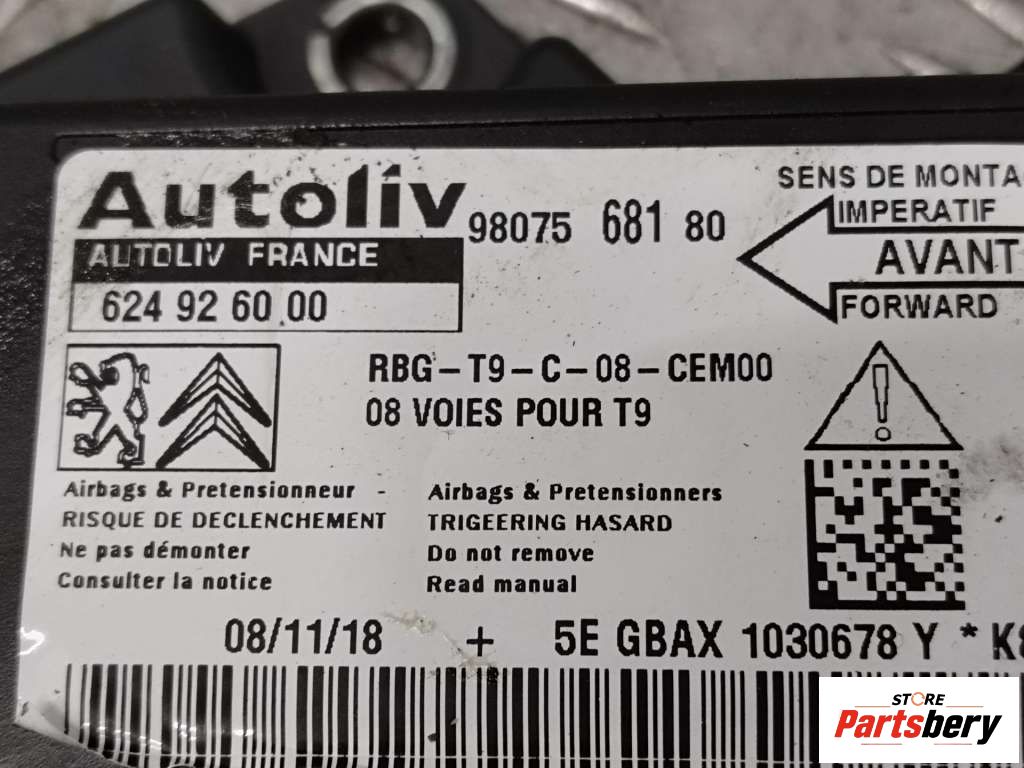 Autoliv
98075 681 80
SENS DE MONTA
IMPERATIF
AVANT
FORWARD
AUTOLIV FRANCE
624 92 60.00
RBG-T9-C-08-CEM00
08 VOIES POUR T9
Airbags & Pretensionneur -
RISQUE DE DECLENCHEMENT
Ne pas démonter
Consulter la notice
Airbags & Pretensionners
TRIGEERING HASARD
Do not remove
Read manual
08/11/18 + 5E GBAX 1030678 Y * K8
STORE
Partsbery